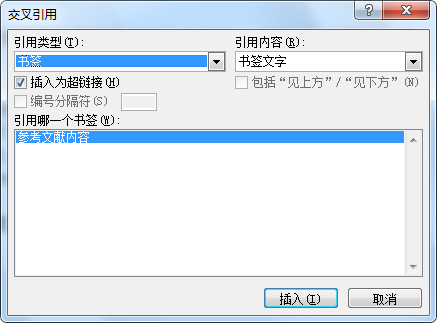 交叉引用
引用类型(T):
引用内容(R):
书签
书签文字
插入为超链接(H)
包括“见上方”/“见下方”(N)
编号分隔符(S)
引用哪一个书签(W):
参考文献内容
插入(I)
取消